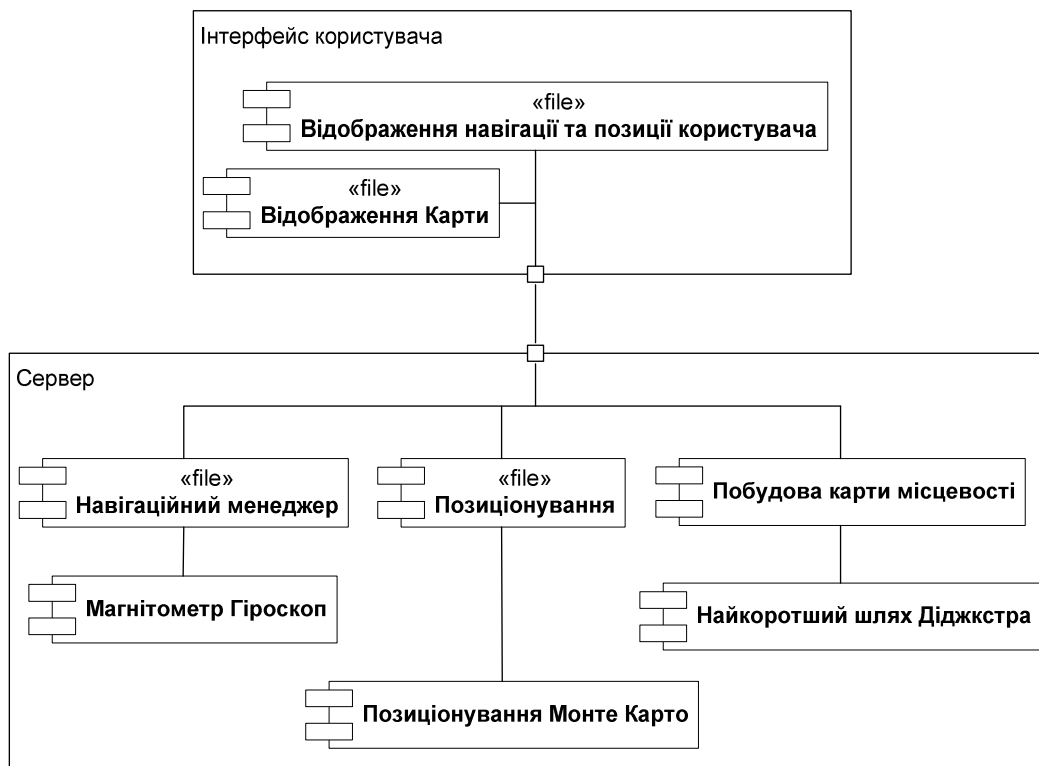 Інтерфейс користувача
«file»
Відображення навігації та позиції користувача
«file»
Відображення Карти
Сервер
«file»
Навігаційний менеджер
«file»
Позиціонування
Побудова карти місцевості
Магнітометр Гіроскоп
Найкоротший шлях Діджкстра
Позиціонування Монте Карто